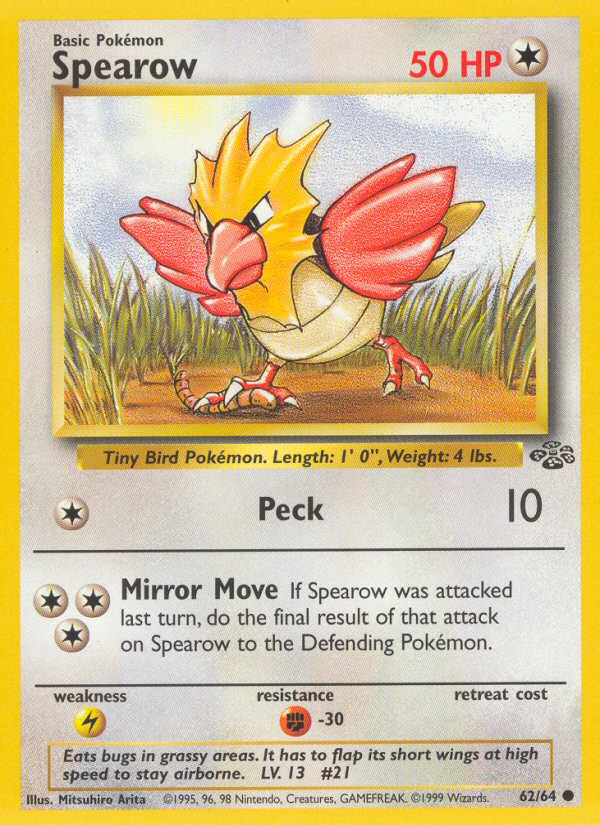 Basic Pokémon
Spearow 50 HP
Tiny Bird Pokémon. Length: 1' 0", Weight: 4 lbs.
Peck 10
Mirror Move If Spearow was attacked
last turn, do the final result of that attack
on Spearow to the Defending Pokémon.
weakness resistance retreat cost
-30
Eats bugs in grassy areas. It has to flap its short wings at high
speed to stay airborne. LV. 13 #21
Illus. Mitsuhiro Arita ©1995, 96, 98 Nintendo, Creatures, GAMEFREAK. ©1999 Wizards. 62/64